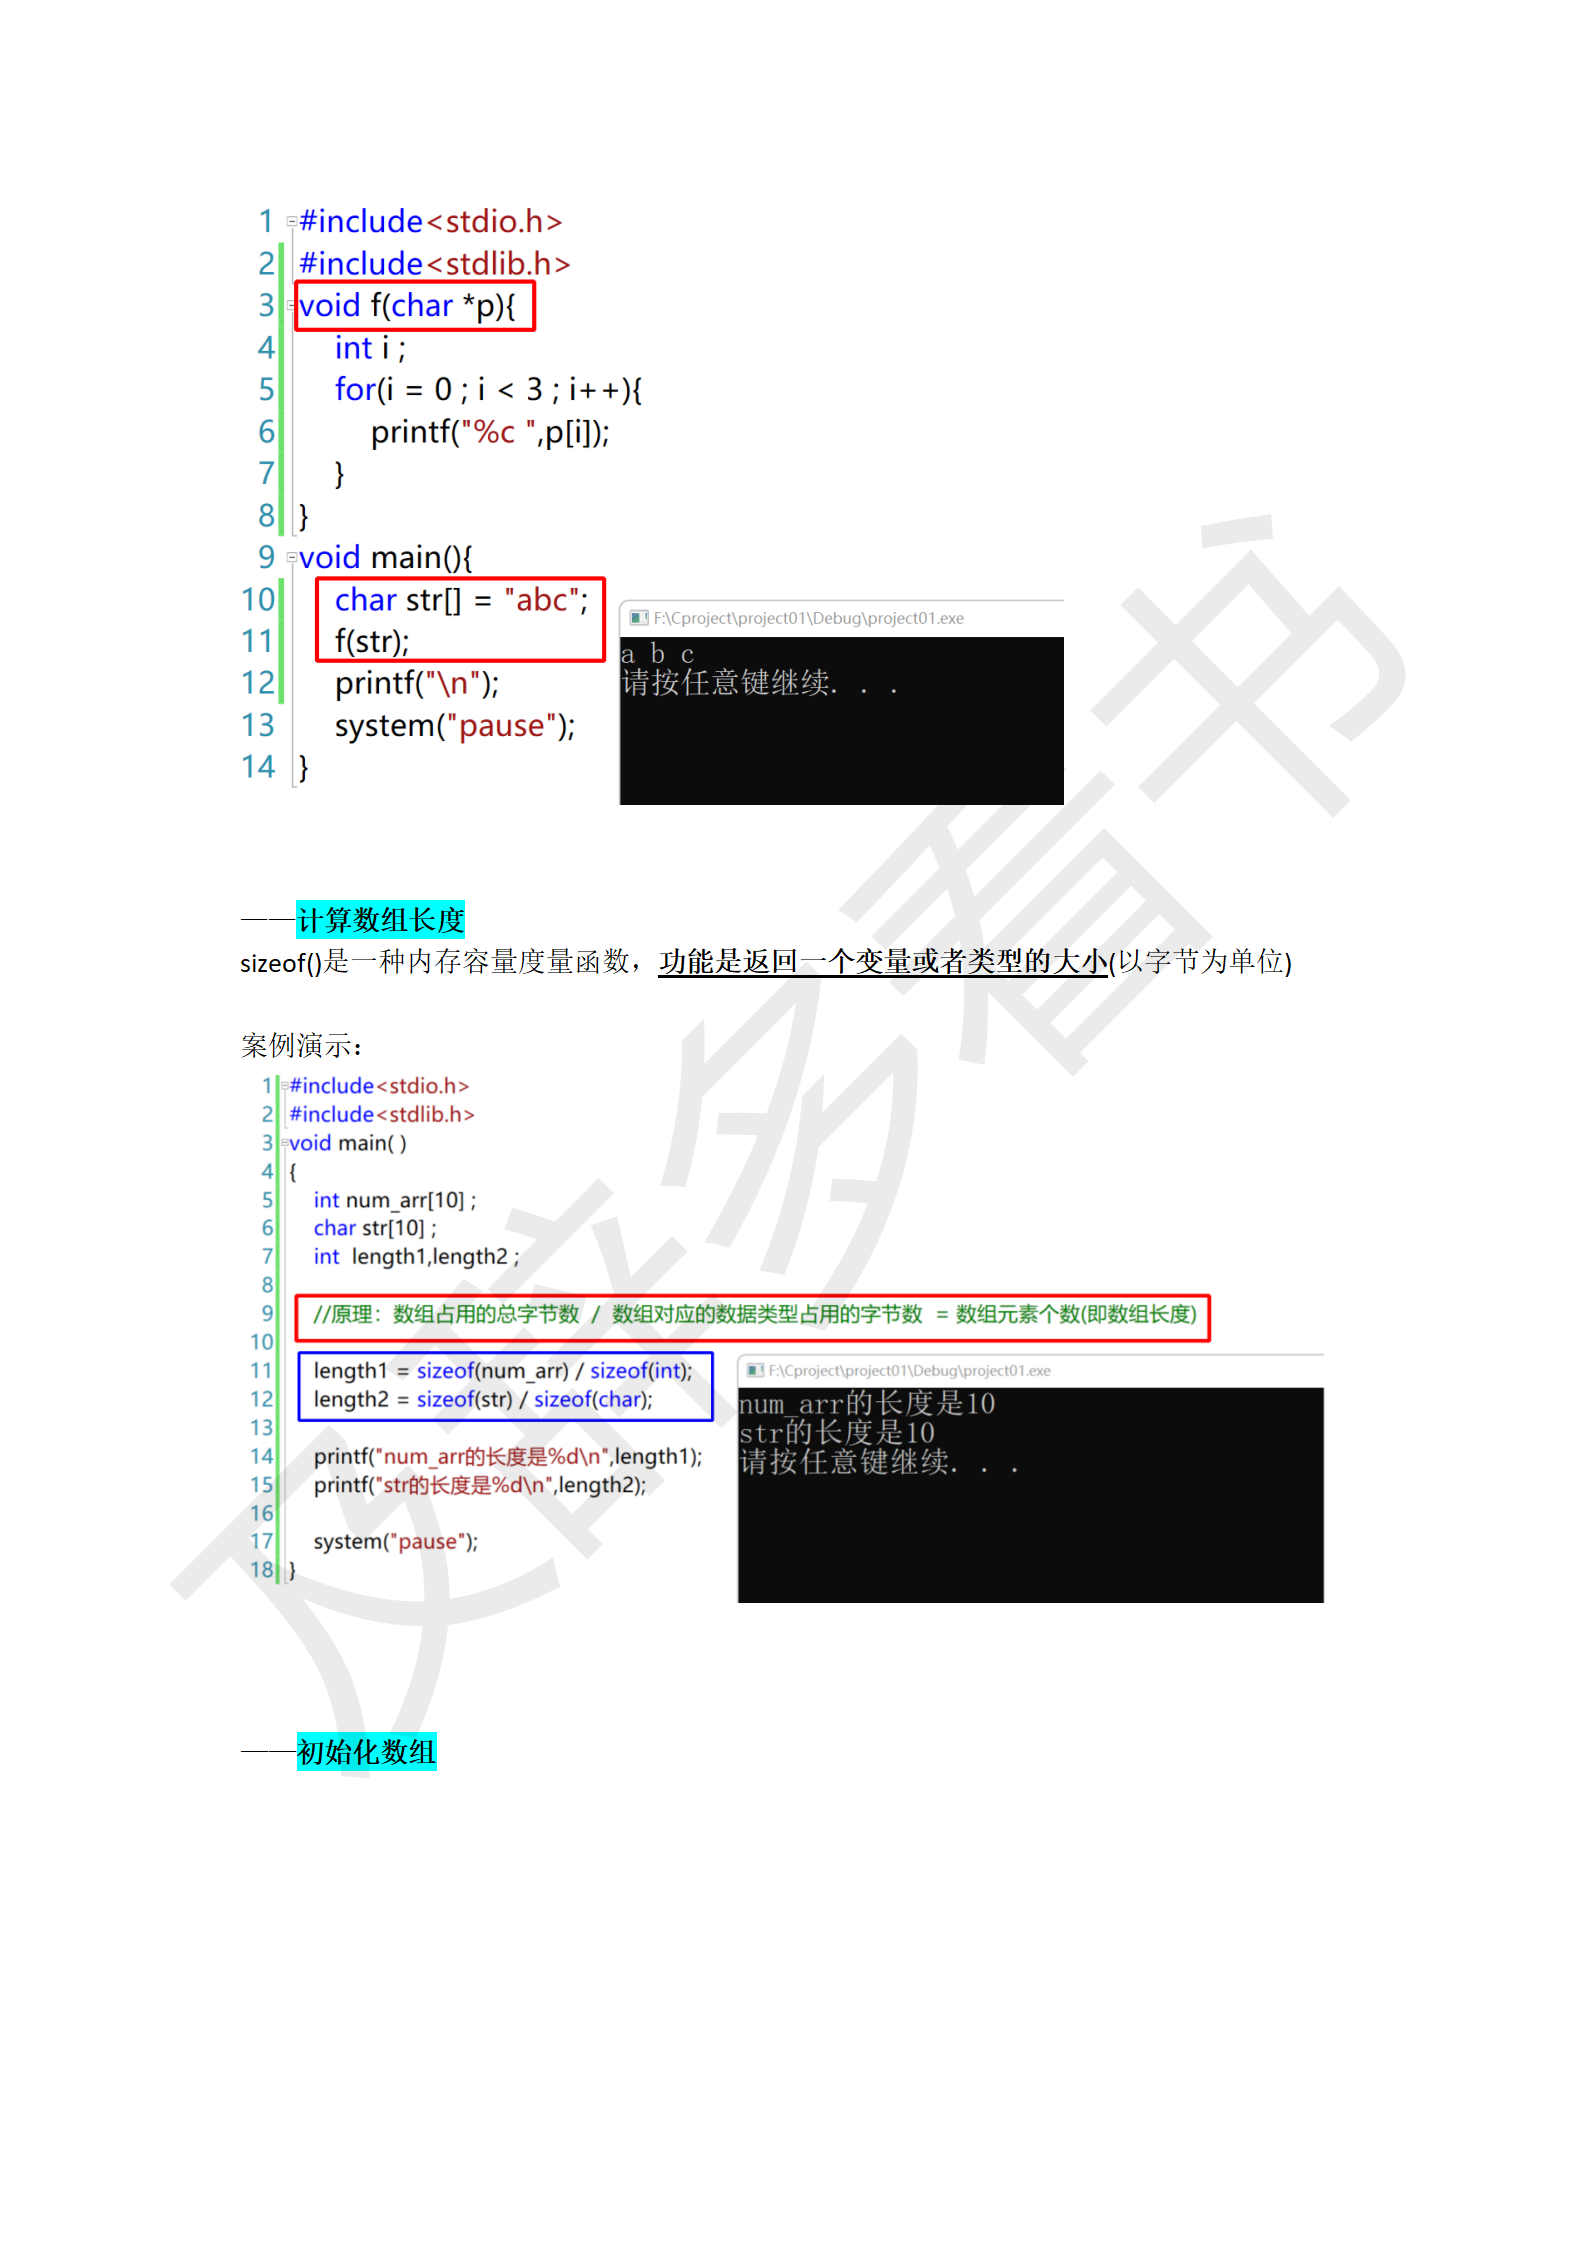 1 #include<stdio.h>
2 #include<stdlib.h>
3 void f(char *p){
4 int i ;
5 for(i = 0 ; i < 3 ; i++){
6 printf("%c ",p[i]);
7 }
8 }
9 void main(){
10 char str[] = "abc";
11 f(str);
12 printf("\n");
13 system("pause");
14 }
F:\Cproject\project01\Debug\project01.exe
a b c
请按任意键继续. . .
——计算数组长度
sizeof()是一种内存容量度量函数，功能是返回一个变量或者类型的大小(以字节为单位)
案例演示：
1 #include<stdio.h>
2 #include<stdlib.h>
3 void main( )
4 {
5 int num_arr[10] ;
6 char str[10] ;
7 int length1,length2 ;
8
9 //原理：数组占用的总字节数 / 数组对应的数据类型占用的字节数 = 数组元素个数(即数组长度)
10
11 length1 = sizeof(num_arr) / sizeof(int);
12 length2 = sizeof(str) / sizeof(char);
13
14 printf("num_arr的长度是%d\n",length1);
15 printf("str的长度是%d\n",length2);
16
17 system("pause");
18 }
F:\Cproject\project01\Debug\project01.exe
num_arr的长度是10
str的长度是10
请按任意键继续. . .
——初始化数组
及辞多看书